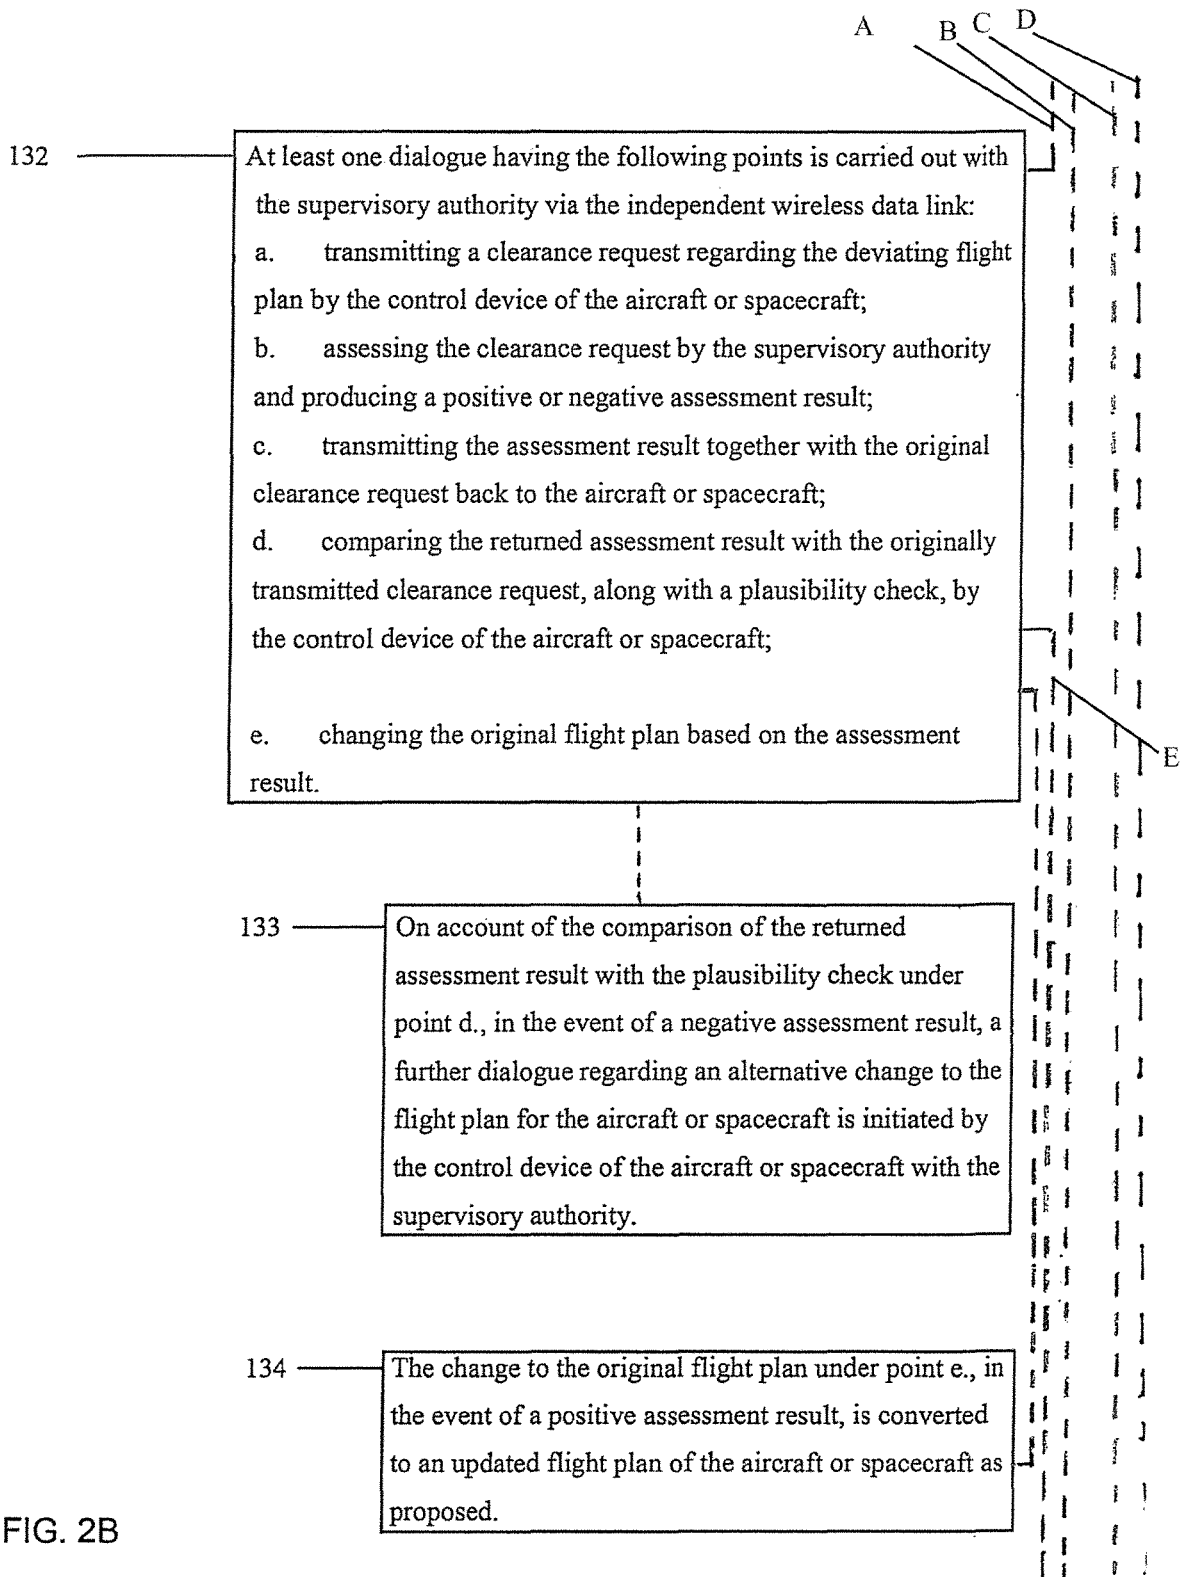 A B C D
132
At least one dialogue having the following points is carried out with
the supervisory authority via the independent wireless data link:
a. transmitting a clearance request regarding the deviating flight
plan by the control device of the aircraft or spacecraft;
b. assessing the clearance request by the supervisory authority
and producing a positive or negative assessment result;
c. transmitting the assessment result together with the original
clearance request back to the aircraft or spacecraft;
d. comparing the returned assessment result with the originally
transmitted clearance request, along with a plausibility check, by
the control device of the aircraft or spacecraft;
e. changing the original flight plan based on the assessment
result.
E
133
On account of the comparison of the returned
assessment result with the plausibility check under
point d., in the event of a negative assessment result, a
further dialogue regarding an alternative change to the
flight plan for the aircraft or spacecraft is initiated by
the control device of the aircraft or spacecraft with the
supervisory authority.
134
The change to the original flight plan under point e., in
the event of a positive assessment result, is converted
to an updated flight plan of the aircraft or spacecraft as
proposed.
FIG. 2B